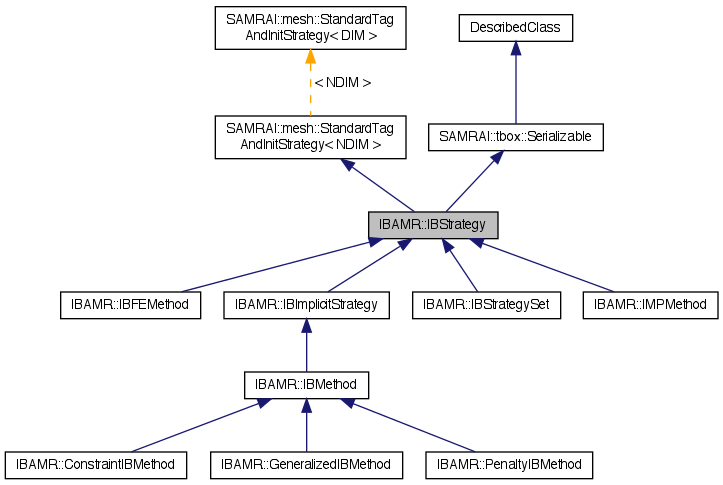 SAMRAI::mesh::StandardTag
AndInitStrategy< DIM >
DescribedClass
< NDIM >
SAMRAI::mesh::StandardTag
AndInitStrategy< NDIM >
SAMRAI::tbox::Serializable
IBAMR::IBStrategy
IBAMR::IBFEMethod
IBAMR::IBImplicitStrategy
IBAMR::IBStrategySet
IBAMR::IMPMethod
IBAMR::IBMethod
IBAMR::ConstraintIBMethod
IBAMR::GeneralizedIBMethod
IBAMR::PenaltyIBMethod